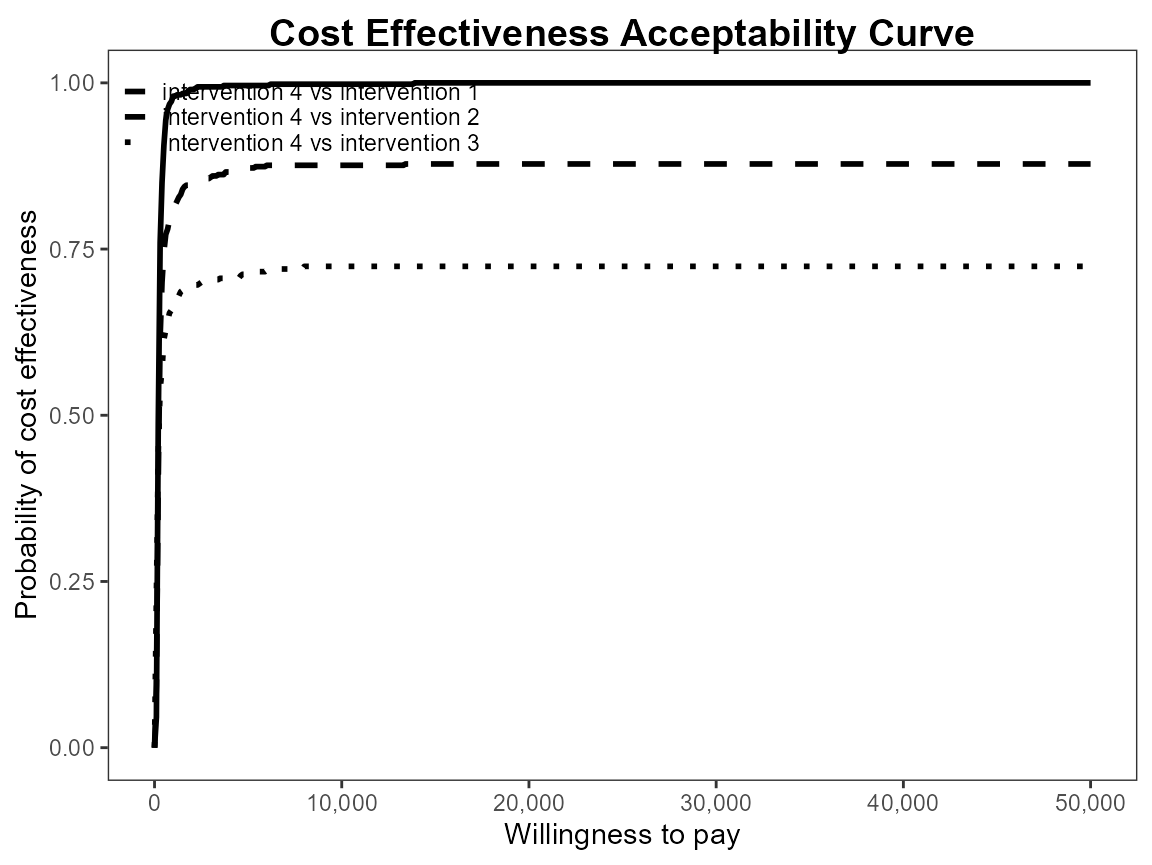 Cost Effectiveness Acceptability Curve
1.00
0.75
0.50
0.25
0.00
Probability of cost effectiveness
intervention 4 vs intervention 1
intervention 4 vs intervention 2
intervention 4 vs intervention 3
0 10,000 20,000 30,000 40,000 50,000
Willingness to pay